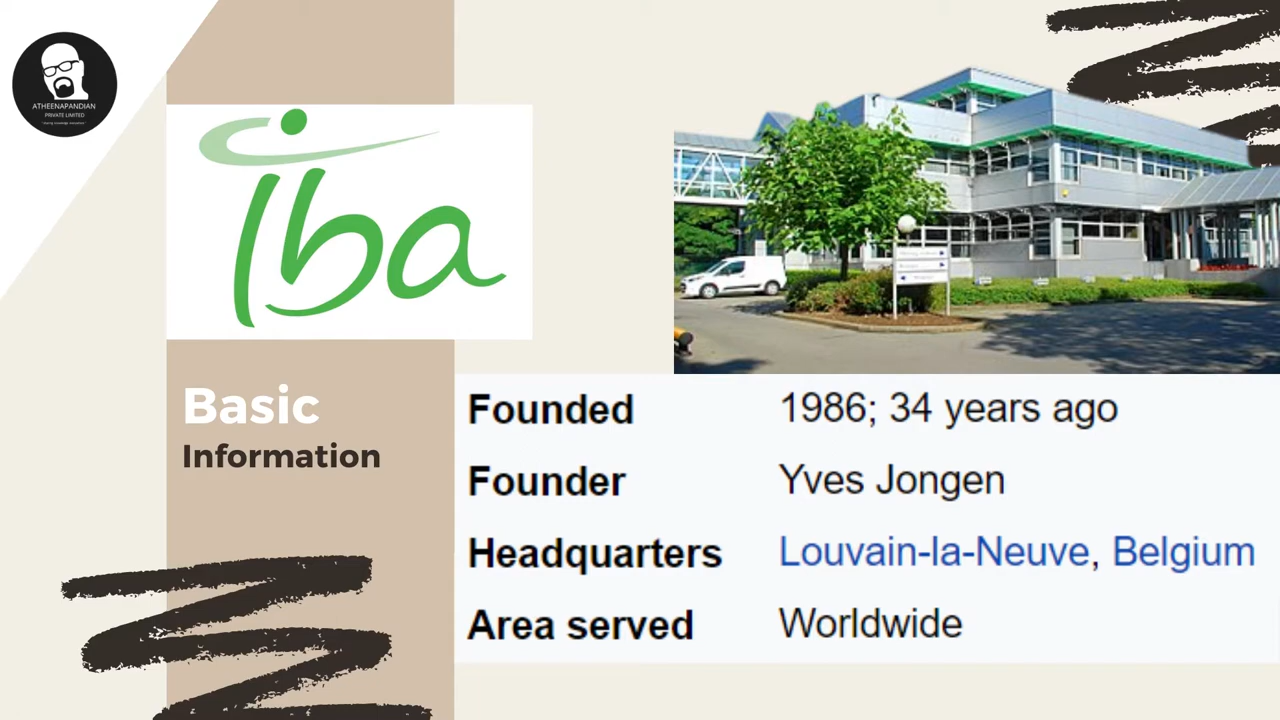 ATHEENAPANDIAN
PRIVATE LIMITED
iba
Basic
Information
Founded 1986; 34 years ago
Founder Yves Jongen
Headquarters Louvain-la-Neuve, Belgium
Area served Worldwide